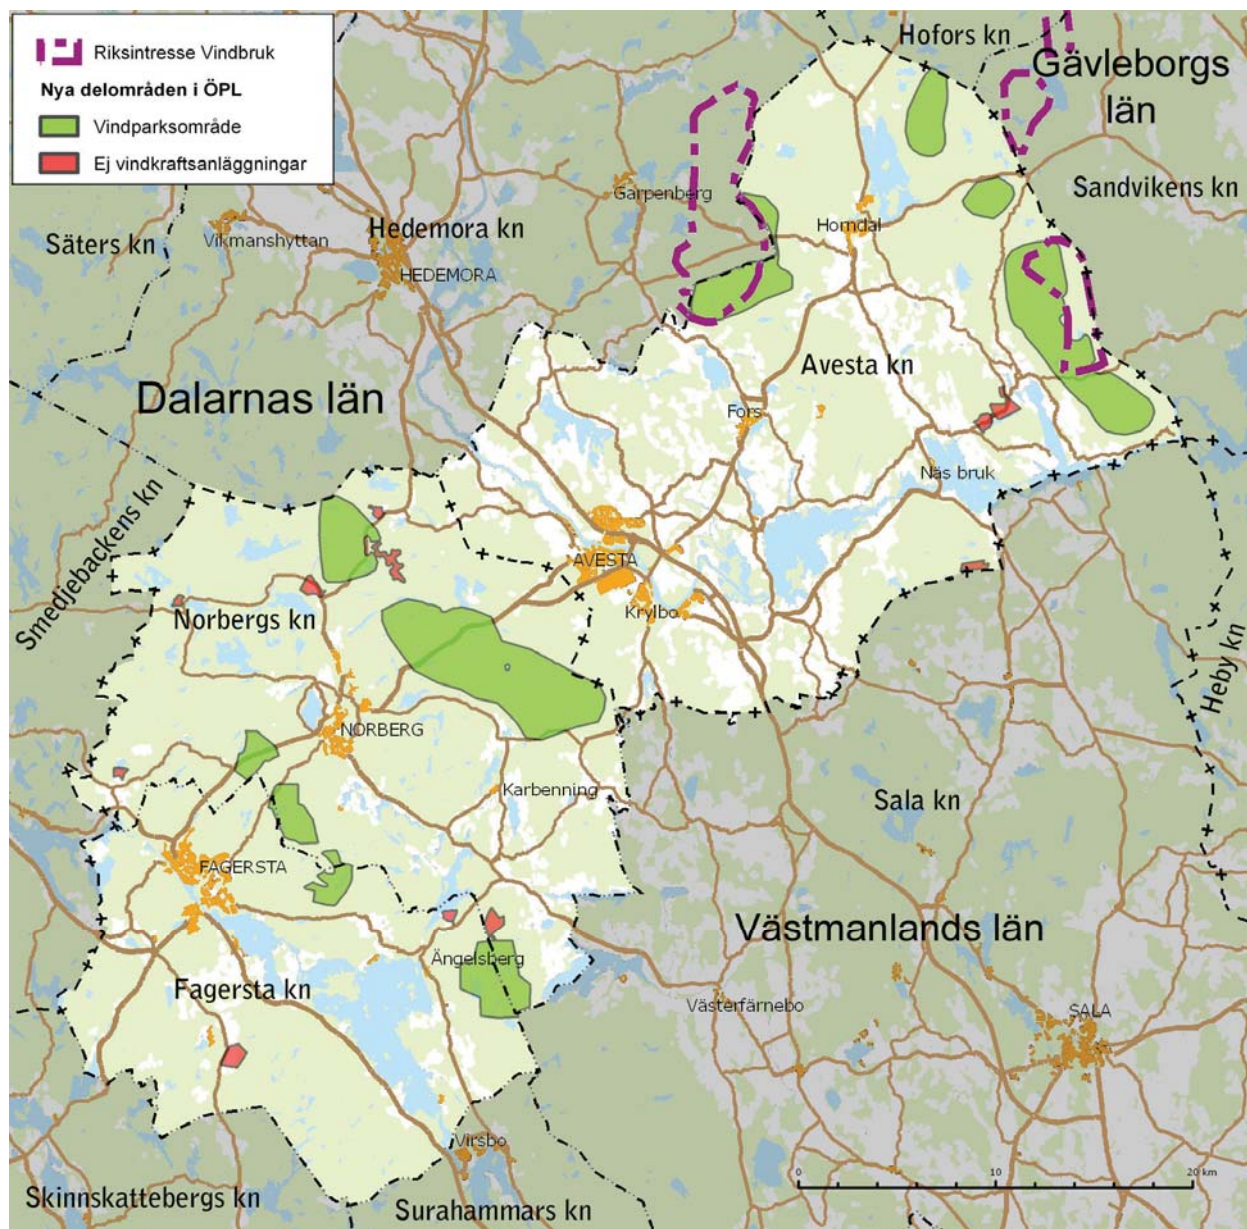 Riksintresse Vindbruk
Nya delområden i ÖPL
Vindparksområde
Ej vindkraftsanläggningar
Hofors kn
Gävleborgs
län
Sandvikens kn
Garpenberg
Säters kn
Vikmanshyttan
Hedemora kn
HEDEMORA
Horndal
Dalarnas län
Avesta kn
Fors
Näs bruk
Smedjebackens kn
AVESTA
Krylbo
Norbergs kn
Heby kn
NORBERG
Karbenning
Sala kn
FAGERSTA
Västmanlands län
Ängelsberg
Fagersta kn
Västerfärnebo
SALA
Virsbo
0 10 20 km
Skinnskattebergs kn
Surahammars kn